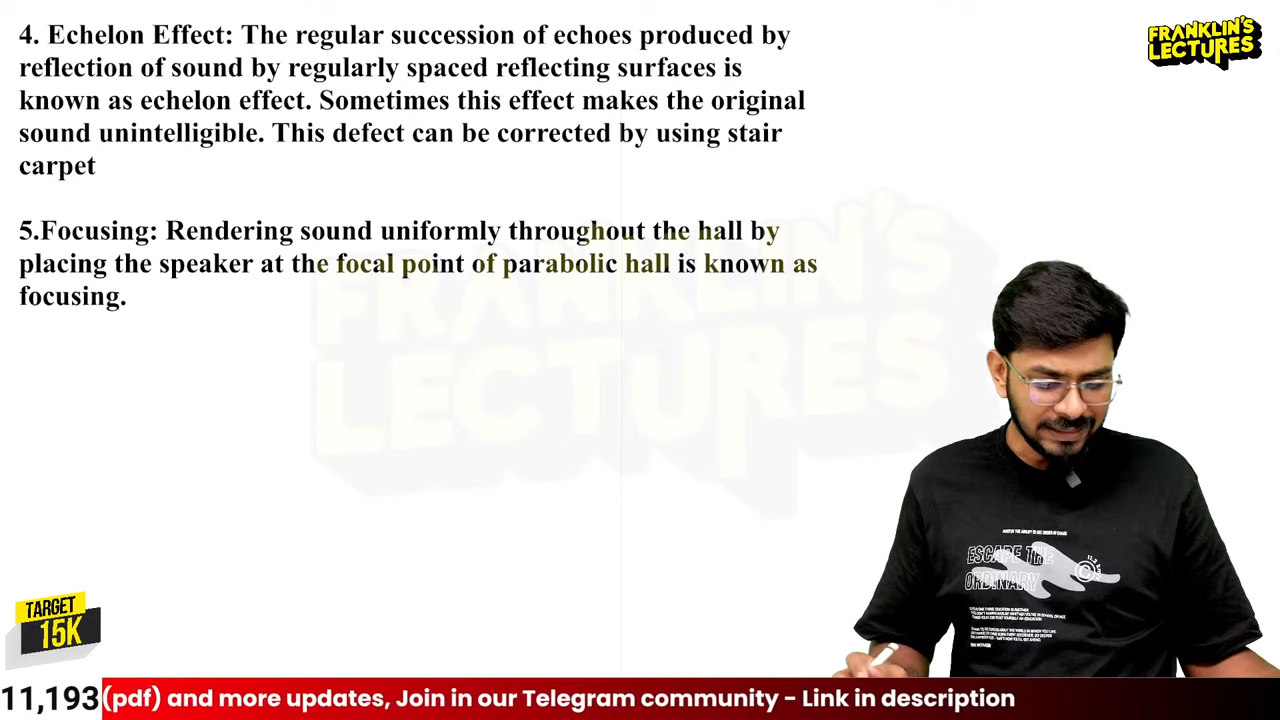 4. Echelon Effect: The regular succession of echoes produced by
reflection of sound by regularly spaced reflecting surfaces is
known as echelon effect. Sometimes this effect makes the original
sound unintelligible. This defect can be corrected by using stair
carpet
5.Focusing: Rendering sound uniformly throughout the hall by
placing the speaker at the focal point of parabolic hall is known as
focusing.
FRANKLIN'S
LECTURES
FRANKLIN'S
LECTURES
ESCAPE THE
ORDINARY
TARGET
15K
11,193 (pdf) and more updates, Join in our Telegram community - Link in description